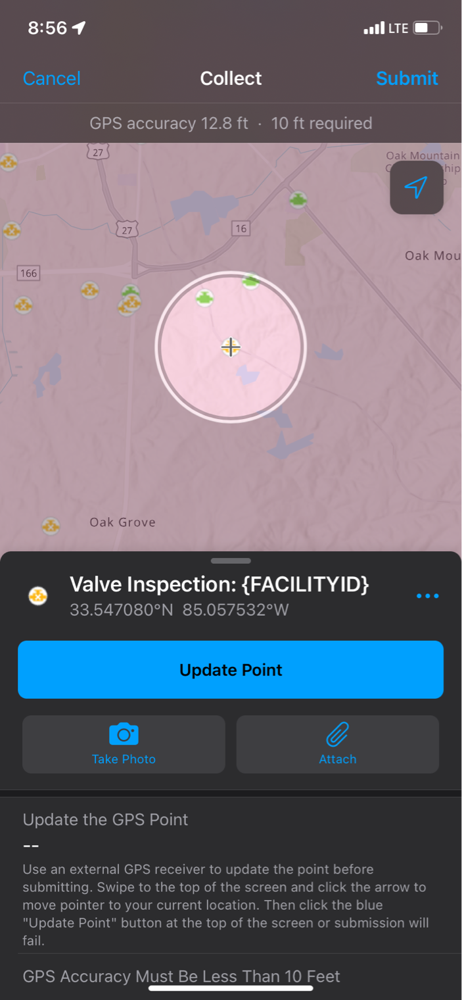 8:56
LTE
Cancel
Collect
Submit
GPS accuracy 12.8 ft · 10 ft required
27
Oak Mountain
27
16
166
Oak Mou
Oak Grove
Valve Inspection: {FACILITYID}
33.547080°N 85.057532°W
Update Point
Take Photo
Attach
Update the GPS Point
--
Use an external GPS receiver to update the point before
submitting. Swipe to the top of the screen and click the arrow to
move pointer to your current location. Then click the blue
"Update Point" button at the top of the screen or submission will
fail.
GPS Accuracy Must Be Less Than 10 Feet